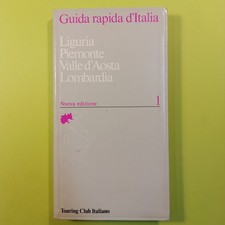 Guida rapida d'Italia
Liguria
Piemonte
Valle d'Aosta
Lombardia
Nuova edizione 1
Touring Club Italiano